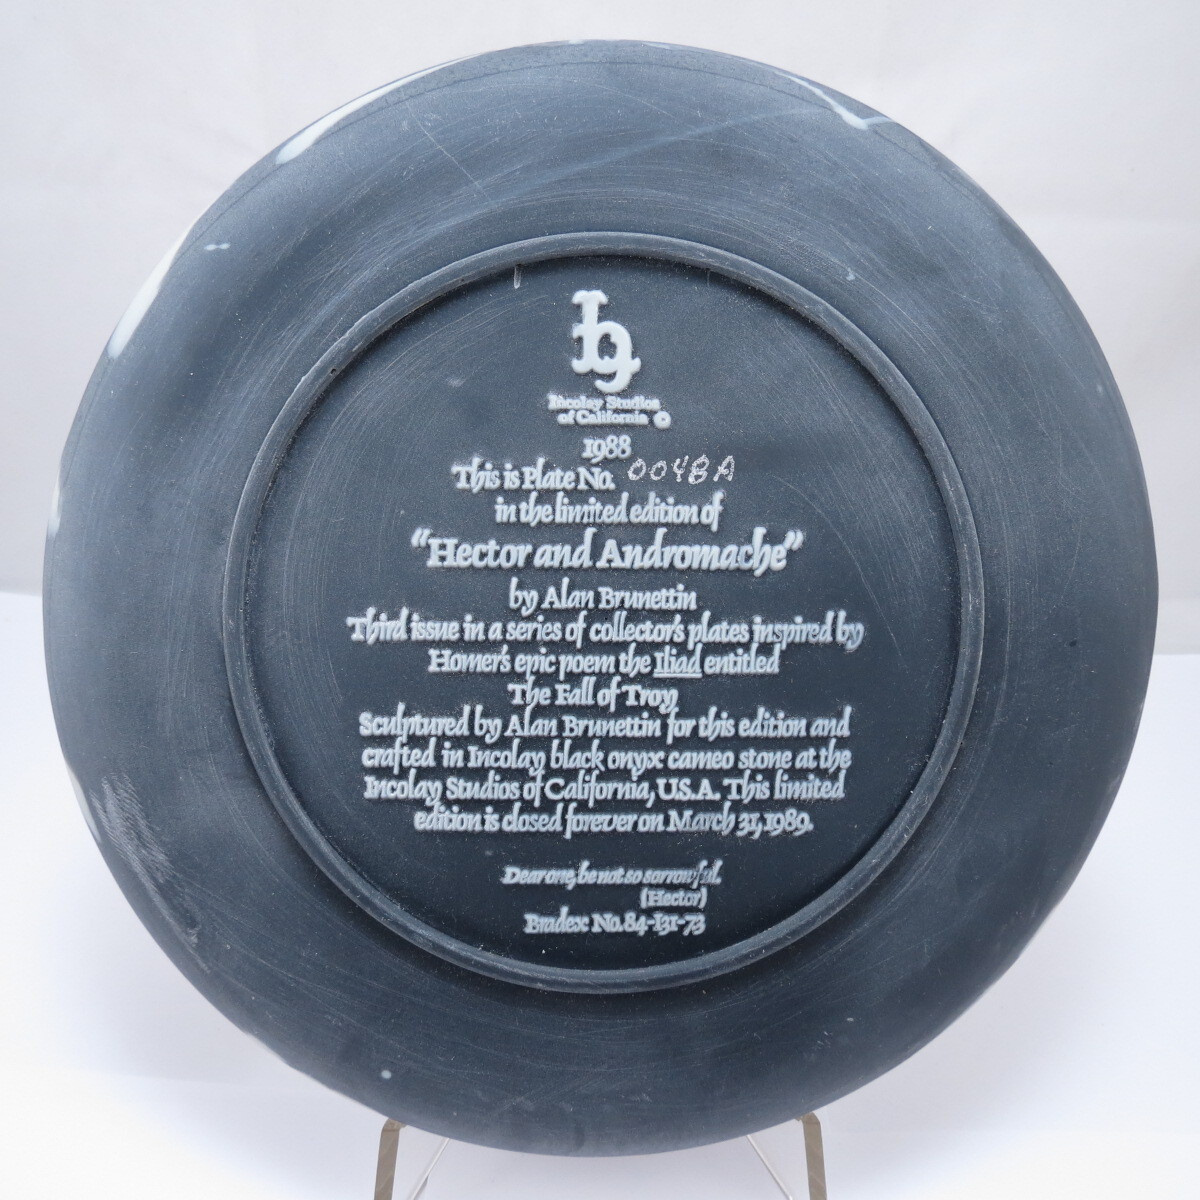 Incolay Studios
of California ©
1988
This is Plate No. 004BA
in the limited edition of
"Hector and Andromache"
by Alan Brunettin
Third issue in a series of collector's plates inspired by
Homer's epic poem the Iliad entitled
The Fall of Troy
Sculptured by Alan Brunettin for this edition and
crafted in Incolay black onyx cameo stone at the
Incolay Studios of California, U.S.A. This limited
edition is closed forever on March 31, 1989.
Dear one, be not so sorrowful.
(Hector)
Bradex No. 84-I31-73